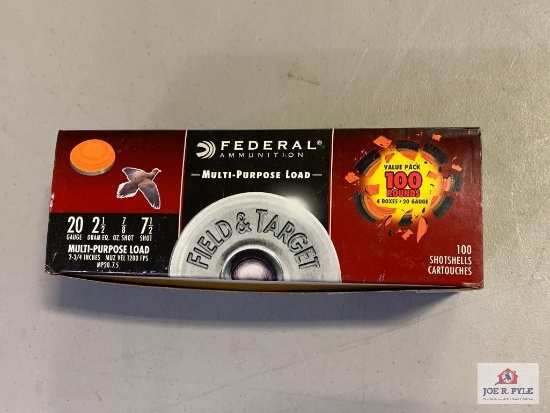 FEDERAL®
AMMUNITION
MULTI-PURPOSE LOAD
FIELD & TARGET
20 2 1/2 7/8 7 1/2
GAUGE DRAM EQ. OZ. SHOT SHOT
MULTI-PURPOSE LOAD
2-3/4 INCHES MUZ VEL 1200 FPS
MP20.7.5
VALUE PACK
100
ROUNDS
4 BOXES • 20 GAUGE
100
SHOTSHELLS
CARTOUCHES
JOE R. PYLE